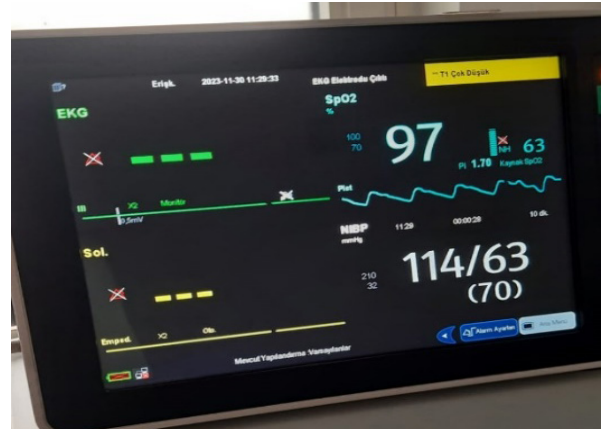 Erişk. 2023-11-30 11:29:33 EKG Elektrodu Çıktı
** T1 Çok Düşük
EKG
SpO2
%
100
70
97
PI 1.70
NH
63
Kaynak SpO2
III X2 Monitör
0,5mV
Plet
NIBP 11:29 00:00:28 10 dk.
mmHg
Sol.
210
32
114/63
(70)
Emped. X2 Oto.
Alarm Ayarları
Ana Menü
Mevcut Yapılandırma :Varsayılanlar